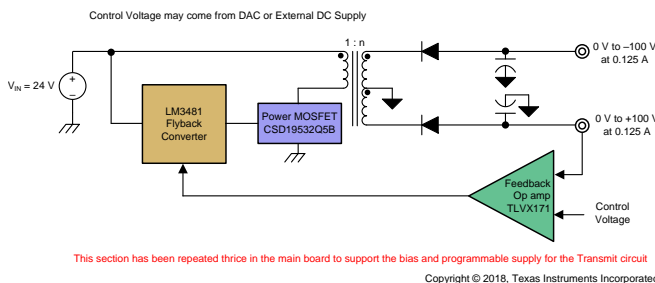 Control Voltage may come from DAC or External DC Supply
1 : n
0 V to –100 V
at 0.125 A
VIN = 24 V
LM3481
Flyback
Converter
Power MOSFET
CSD19532Q5B
0 V to +100 V
at 0.125 A
Feedback
Op amp
TLVX171
Control
Voltage
This section has been repeated thrice in the main board to support the bias and programmable supply for the Transmit circuit
Copyright © 2018, Texas Instruments Incorporated